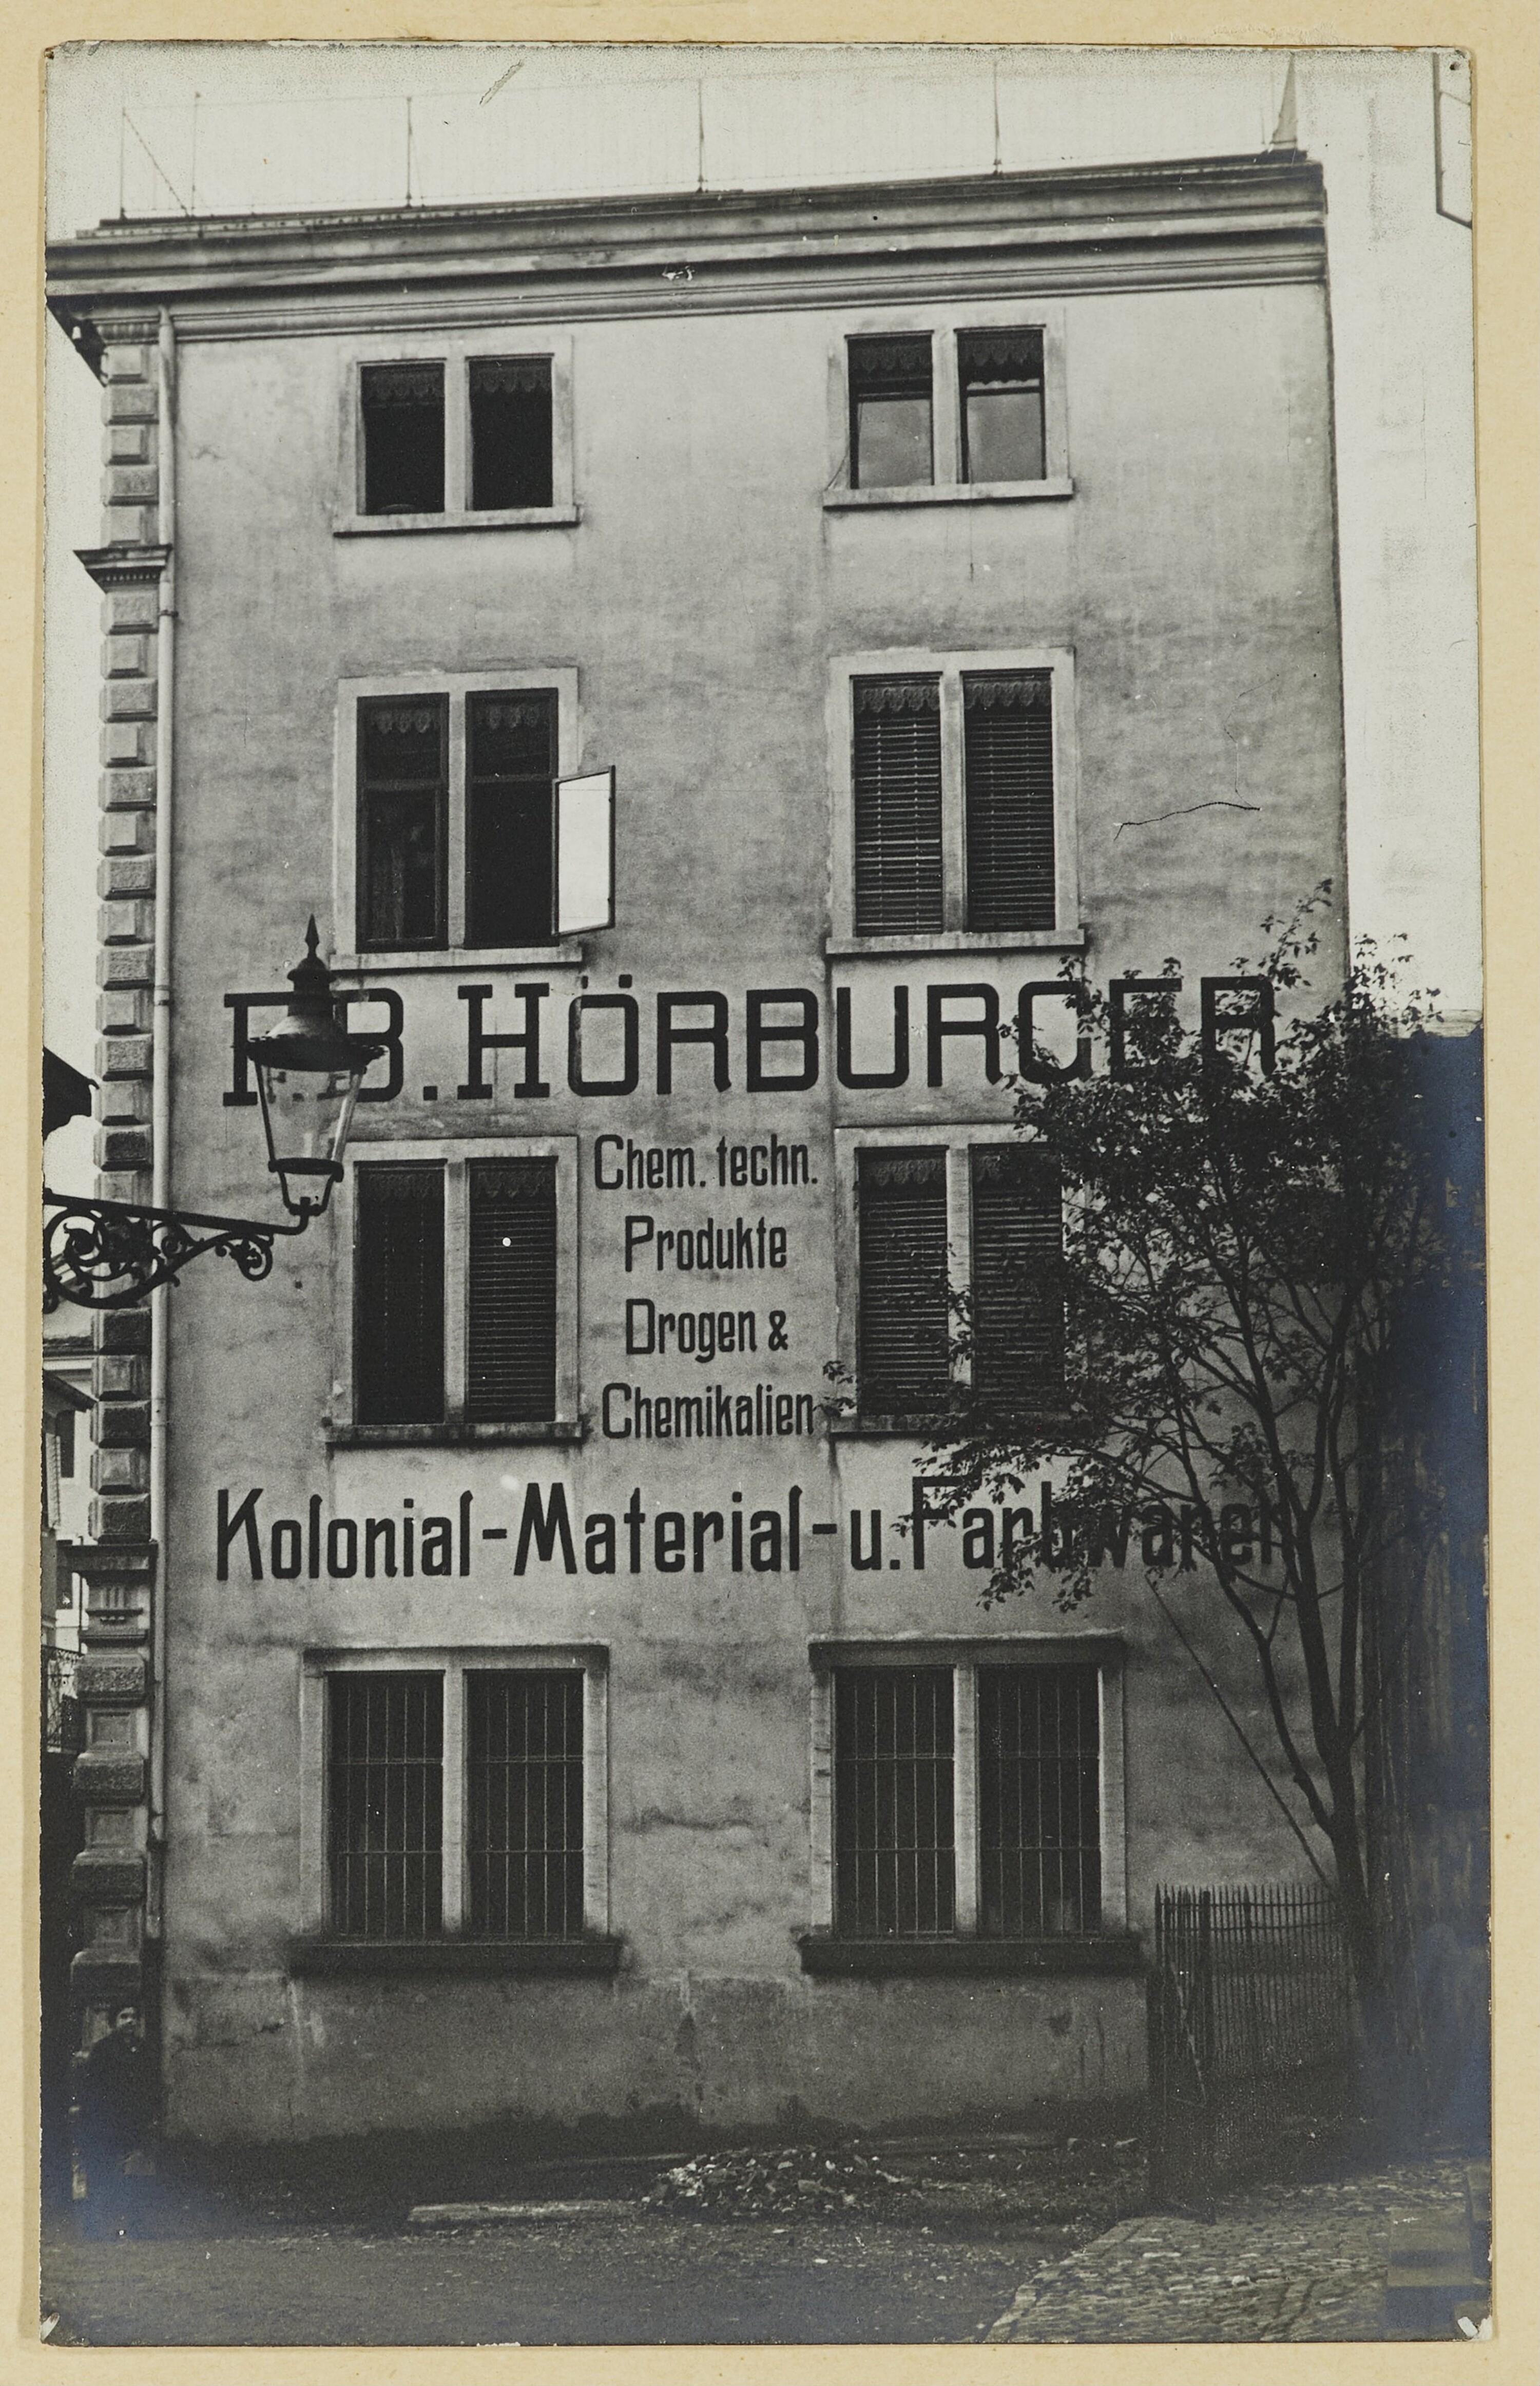 F.B.HÖRBURGER
Chem. techn.
Produkte
Drogen &
Chemikalien
Kolonial-Material-u.Farbwaren